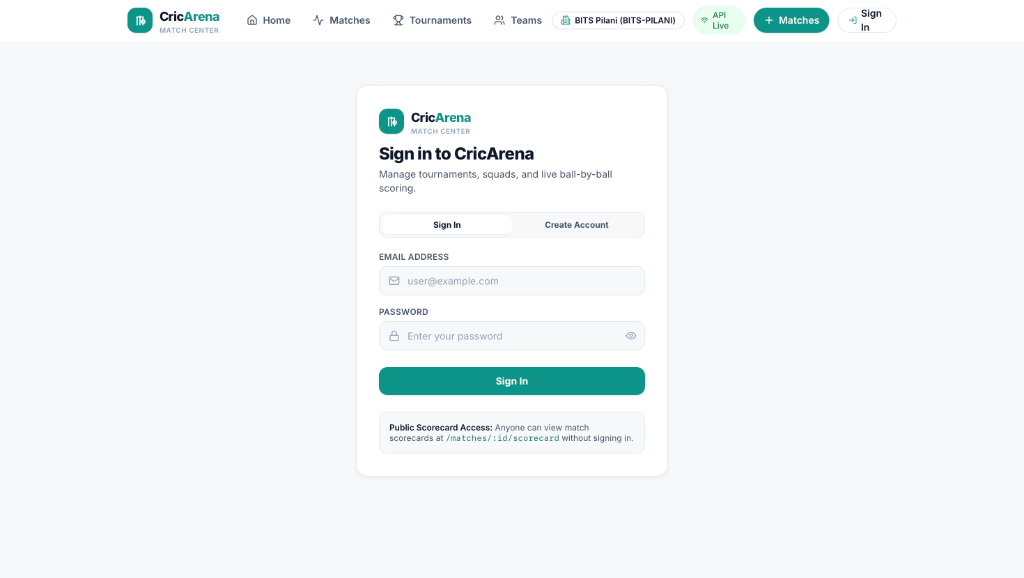 CricArena
MATCH CENTER
Home
Matches
Tournaments
Teams
BITS Pilani (BITS-PILANI)
API
Live
+ Matches
Sign
In
CricArena
MATCH CENTER
Sign in to CricArena
Manage tournaments, squads, and live ball-by-ball
scoring.
Sign In
Create Account
EMAIL ADDRESS
user@example.com
PASSWORD
Enter your password
Sign In
Public Scorecard Access: Anyone can view match
scorecards at /matches/:id/scorecard without signing in.